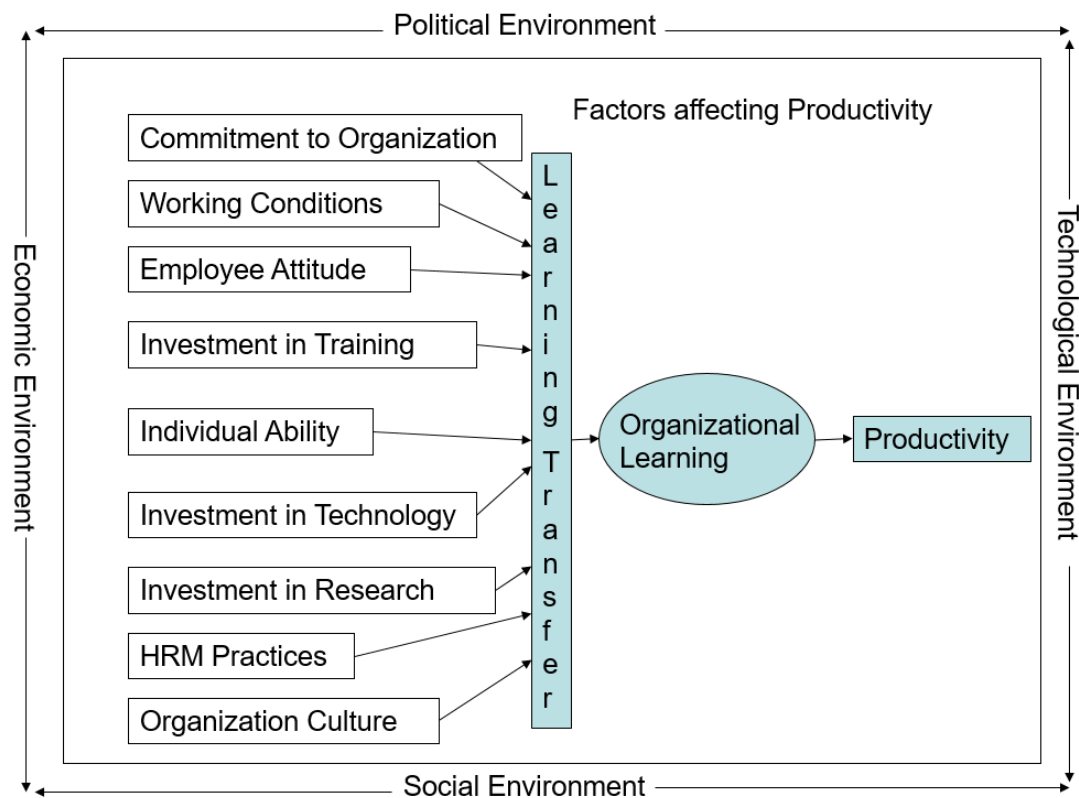 Political Environment
Factors affecting Productivity
Commitment to Organization
Working Conditions
Employee Attitude
Investment in Training
Individual Ability
Investment in Technology
Investment in Research
HRM Practices
Organization Culture
Learning Transfer
Organizational
Learning
Productivity
Economic Environment
Technological Environment
Social Environment